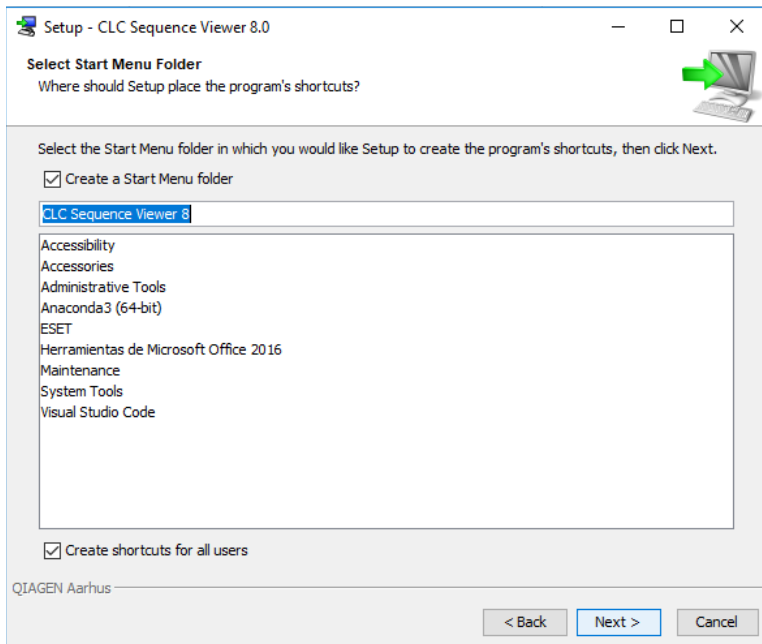 Setup - CLC Sequence Viewer 8.0
Select Start Menu Folder
Where should Setup place the program's shortcuts?
Select the Start Menu folder in which you would like Setup to create the program's shortcuts, then click Next.
Create a Start Menu folder
CLC Sequence Viewer 8
Accessibility
Accessories
Administrative Tools
Anaconda3 (64-bit)
ESET
Herramientas de Microsoft Office 2016
Maintenance
System Tools
Visual Studio Code
Create shortcuts for all users
QIAGEN Aarhus
< Back Next > Cancel